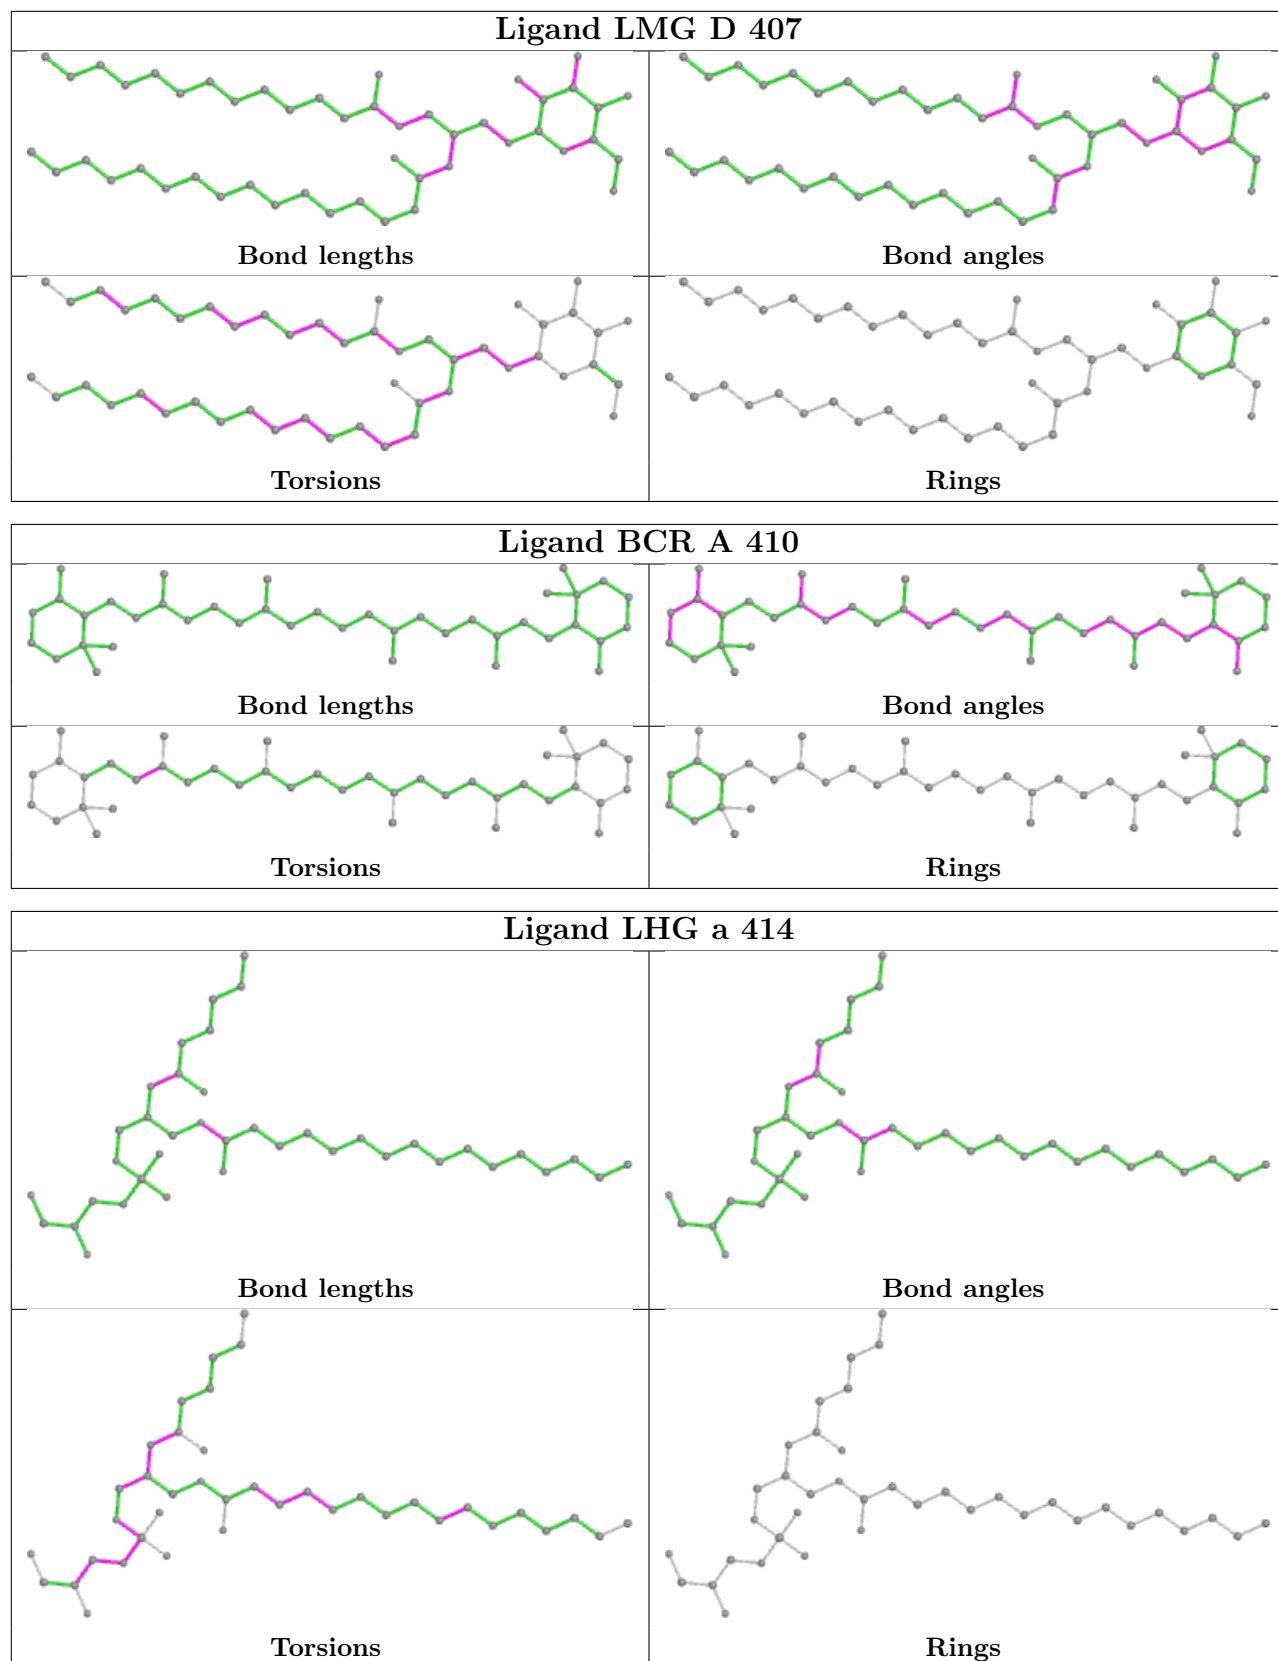 Ligand LMG D 407
Bond lengths
Bond angles
Torsions
Rings
Ligand BCR A 410
Bond lengths
Bond angles
Torsions
Rings
Ligand LHG a 414
Bond lengths
Bond angles
Torsions
Rings